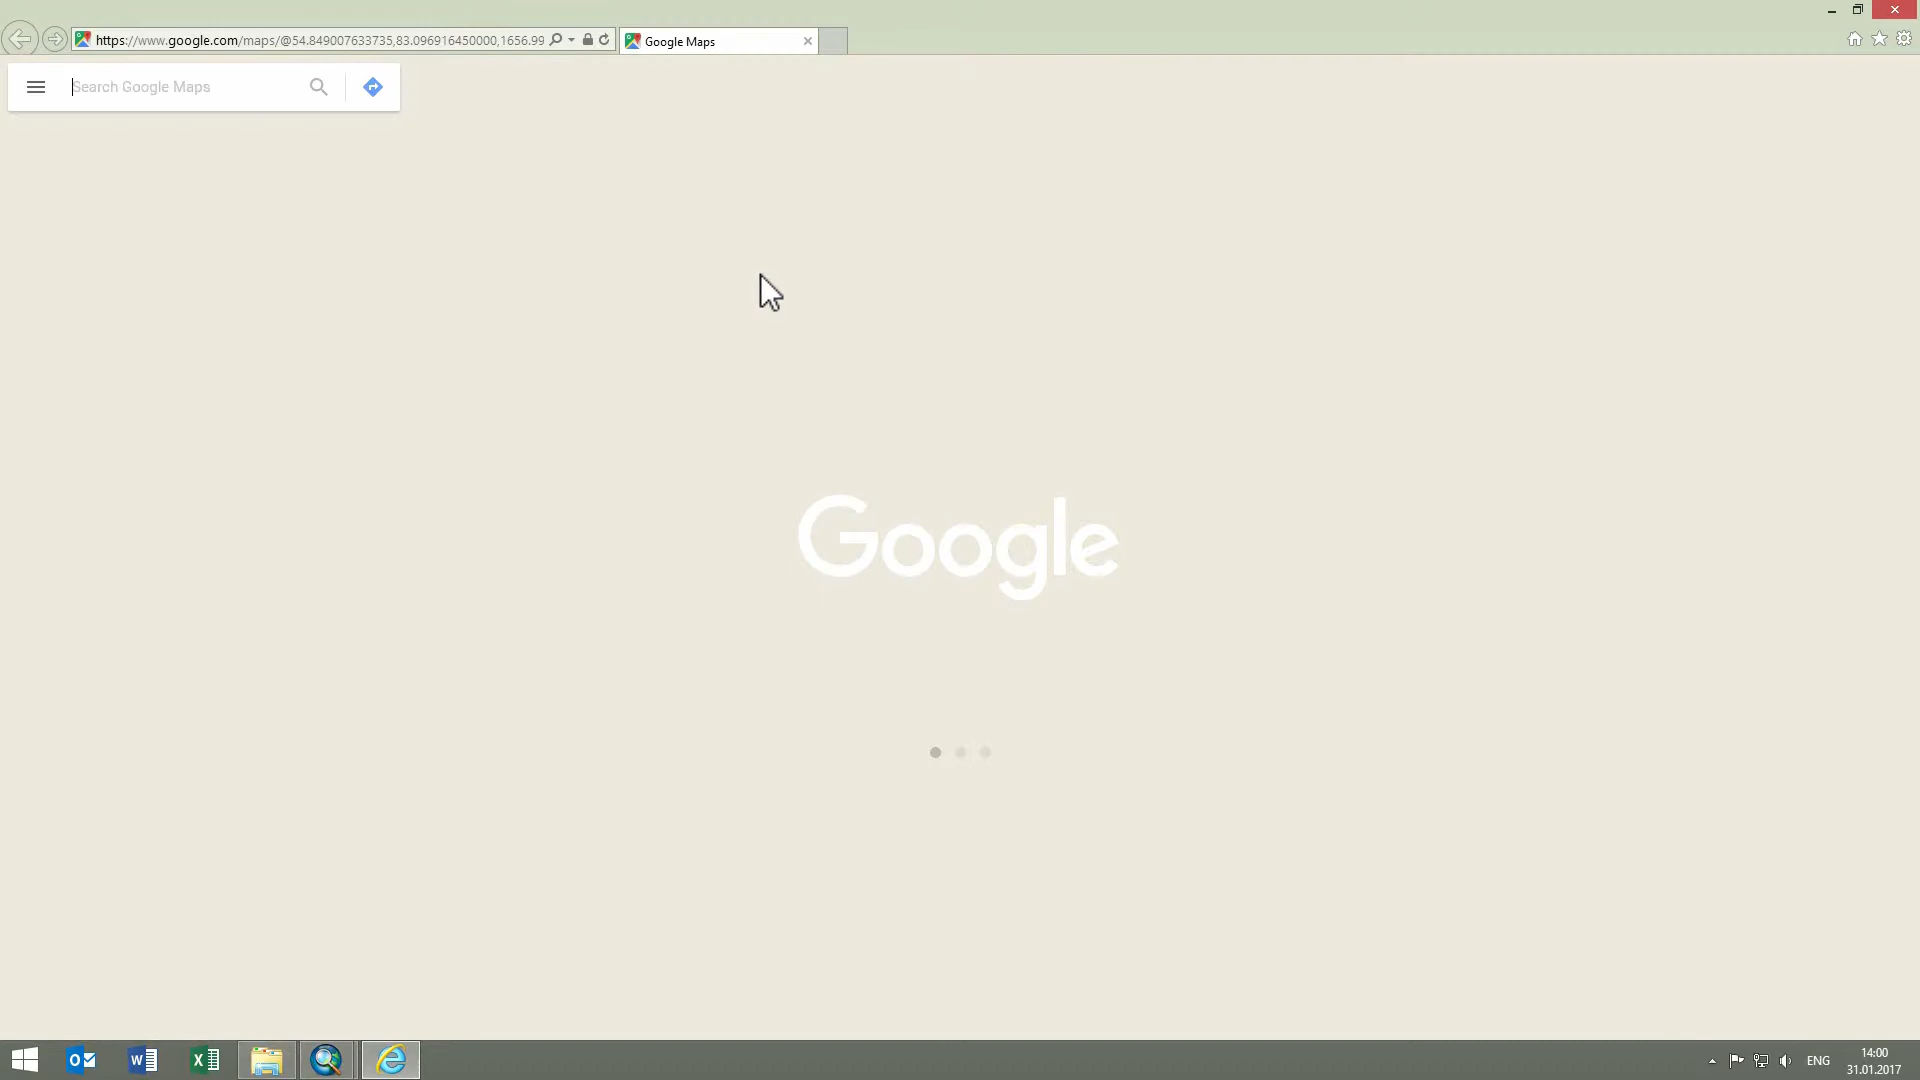 https://www.google.com/maps/@54.849007633735,83.096916450000,1656.99
Google Maps
Search Google Maps
Google
ENG
14:00
31.01.2017